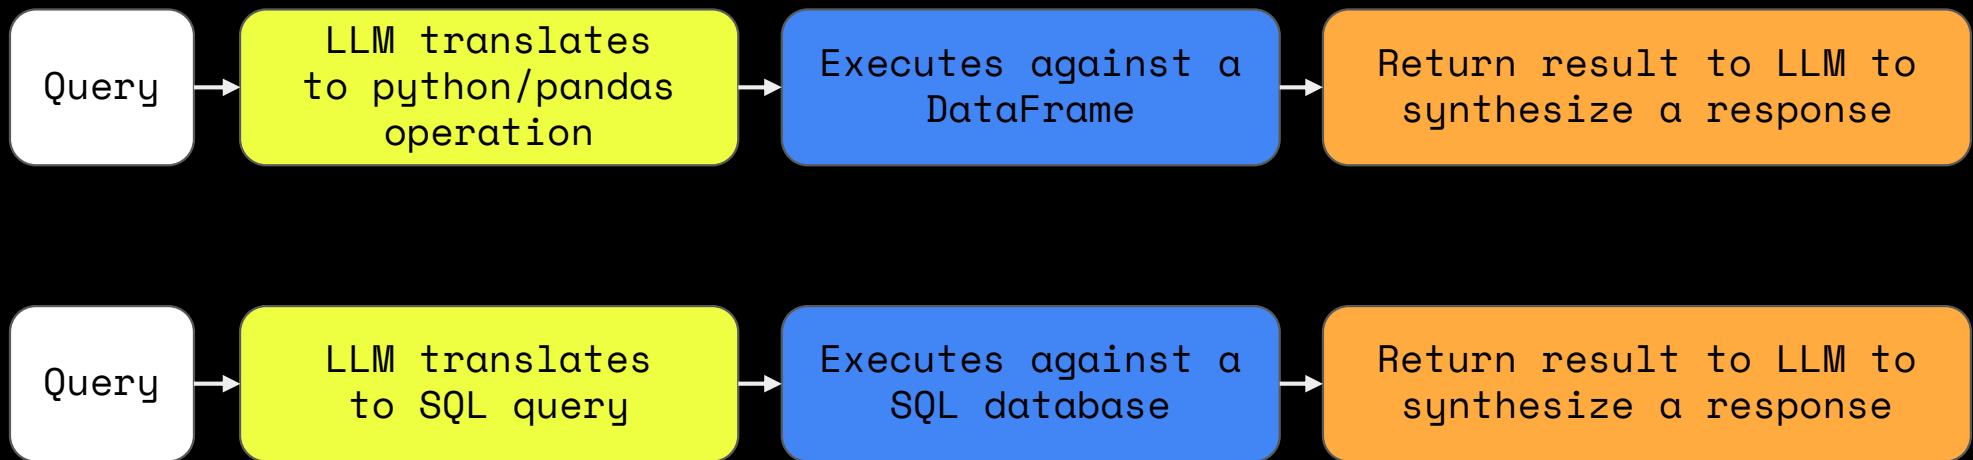 Query
LLM translates
to python/pandas
operation
Executes against a
DataFrame
Return result to LLM to
synthesize a response
Query
LLM translates
to SQL query
Executes against a
SQL database
Return result to LLM to
synthesize a response